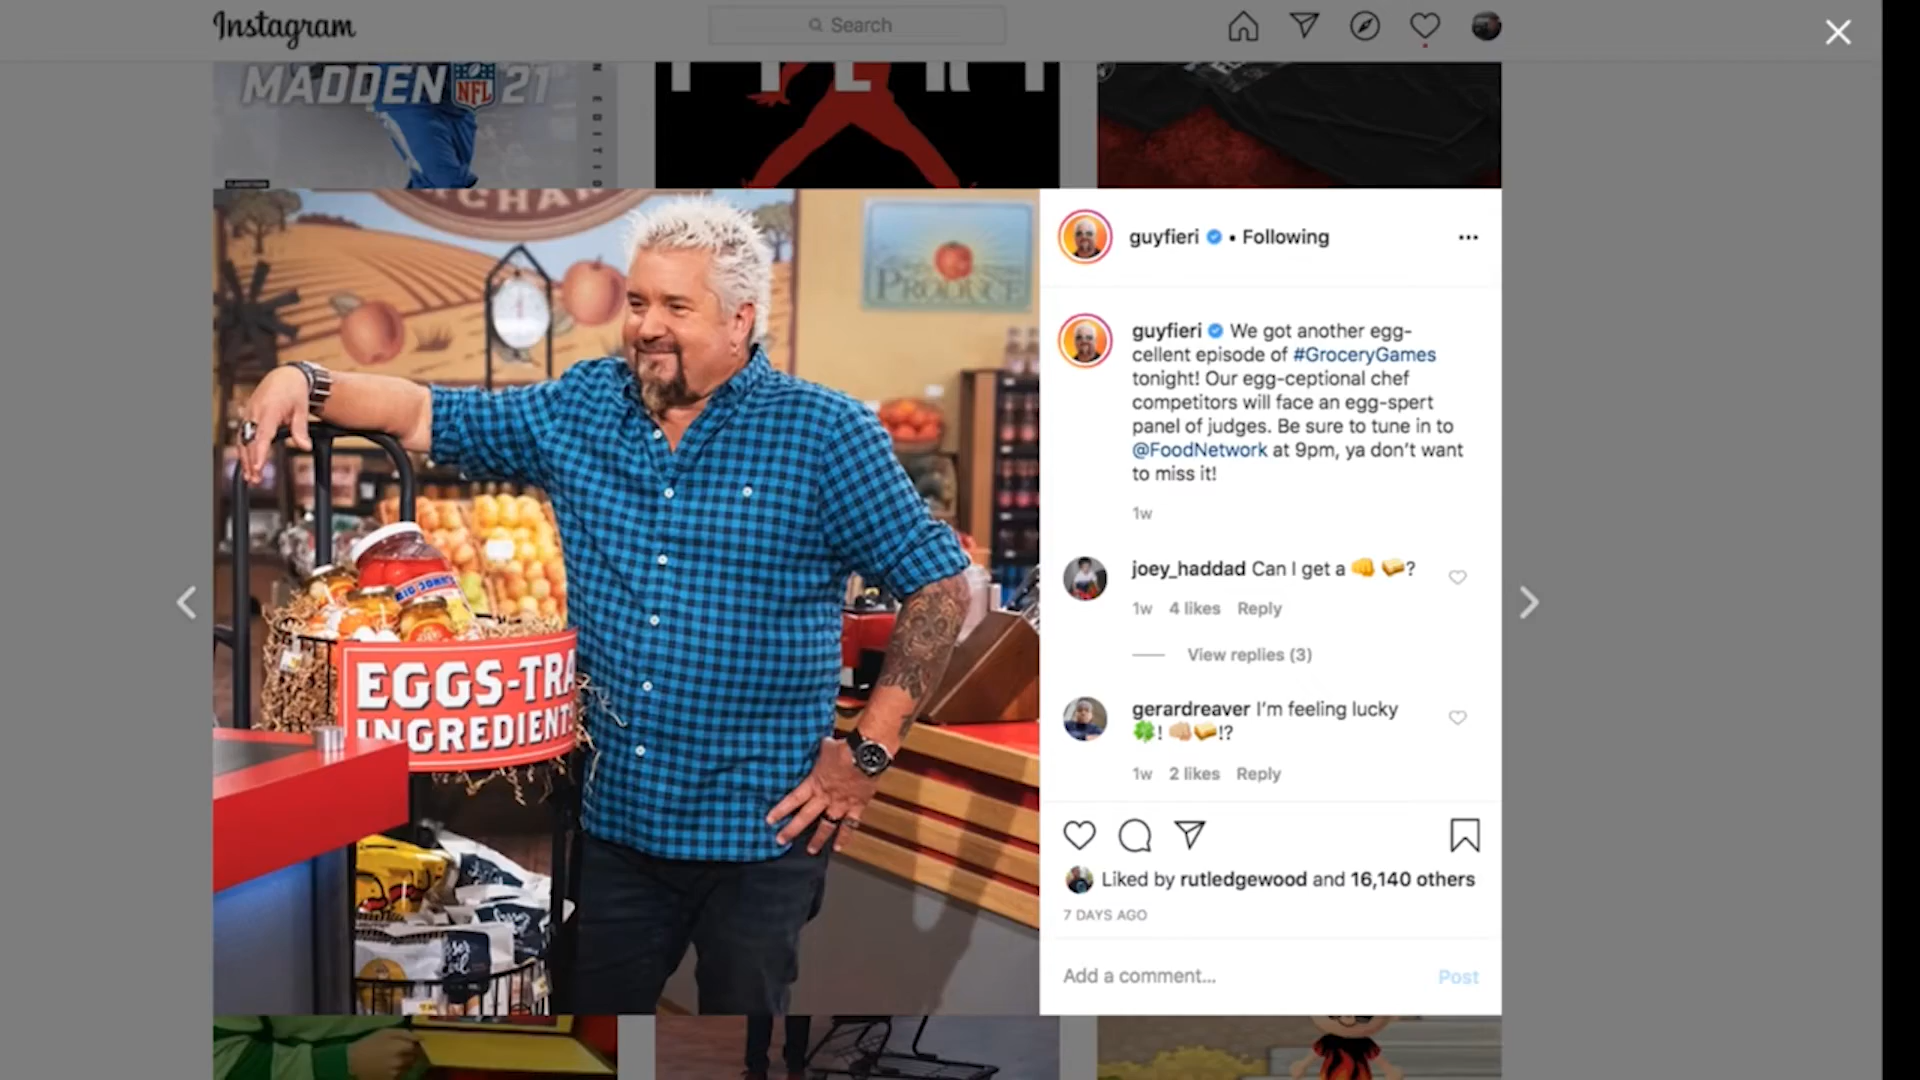 Instagram
Search
MADDEN NFL 21
CHA
PRODUCE
EGGS-TRA
INGREDIENT
guyfieri • Following
guyfieri We got another egg-
cellent episode of #GroceryGames
tonight! Our egg-ceptional chef
competitors will face an egg-spert
panel of judges. Be sure to tune in to
@FoodNetwork at 9pm, ya don't want
to miss it!
1w
joey_haddad Can I get a 👊 🍞?
1w 4 likes Reply
View replies (3)
gerardreaver I'm feeling lucky
🍀! 👊🏼🍞!?
1w 2 likes Reply
Liked by rutledgewood and 16,140 others
7 DAYS AGO
Add a comment...
Post